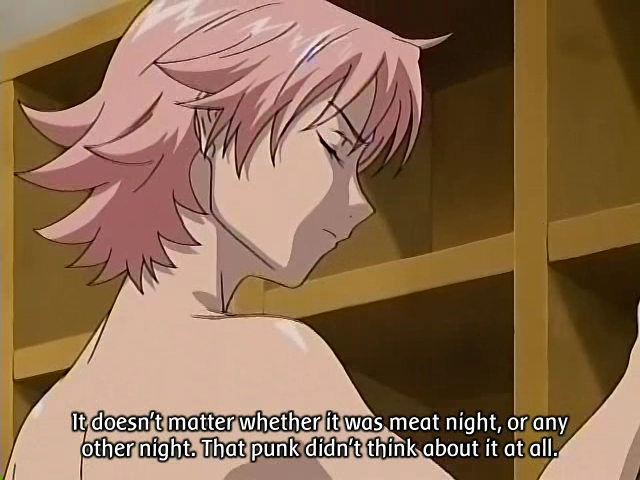 It doesn't matter whether it was meat night, or any
other night. That punk didn't think about it at all.